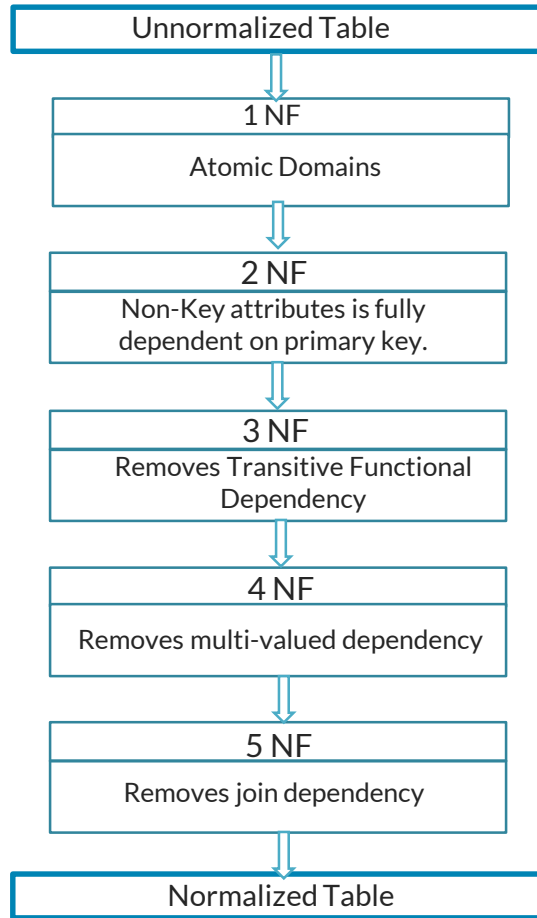 Unnormalized Table
1 NF
Atomic Domains
2 NF
Non-Key attributes is fully
dependent on primary key.
3 NF
Removes Transitive Functional
Dependency
4 NF
Removes multi-valued dependency
5 NF
Removes join dependency
Normalized Table